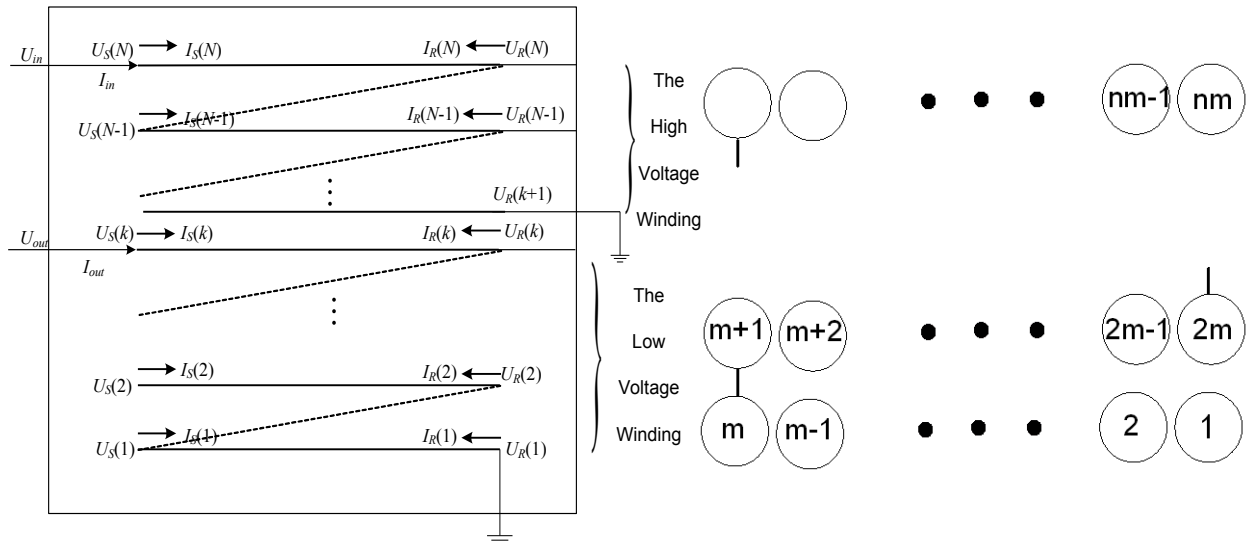 U_S(N) I_S(N) I_R(N) U_R(N)
U_in
I_in
The
nm-1 nm
U_S(N-1) I_S(N-1) I_R(N-1) U_R(N-1)
High
Voltage
U_R(k+1)
Winding
U_S(k) I_S(k) I_R(k) U_R(k)
U_out
I_out
The
m+1 m+2 2m-1 2m
Low
U_S(2) I_S(2) I_R(2) U_R(2)
Voltage
Winding
m m-1 2 1
U_S(1) I_S(1) I_R(1) U_R(1)